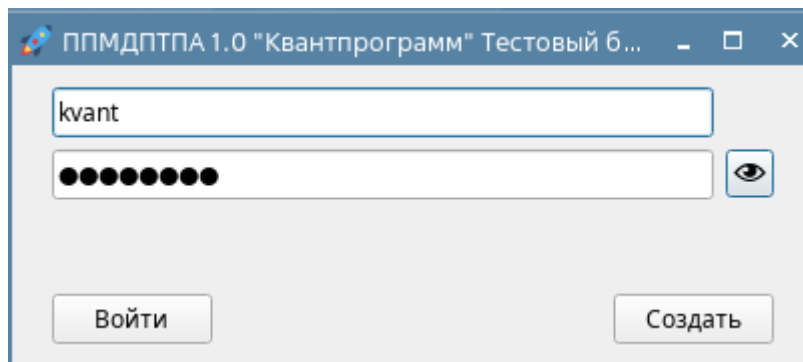 ППМДПТПА 1.0 "Квантпрограмм" Тестовый б...
kvant
●●●●●●●●
Войти
Создать